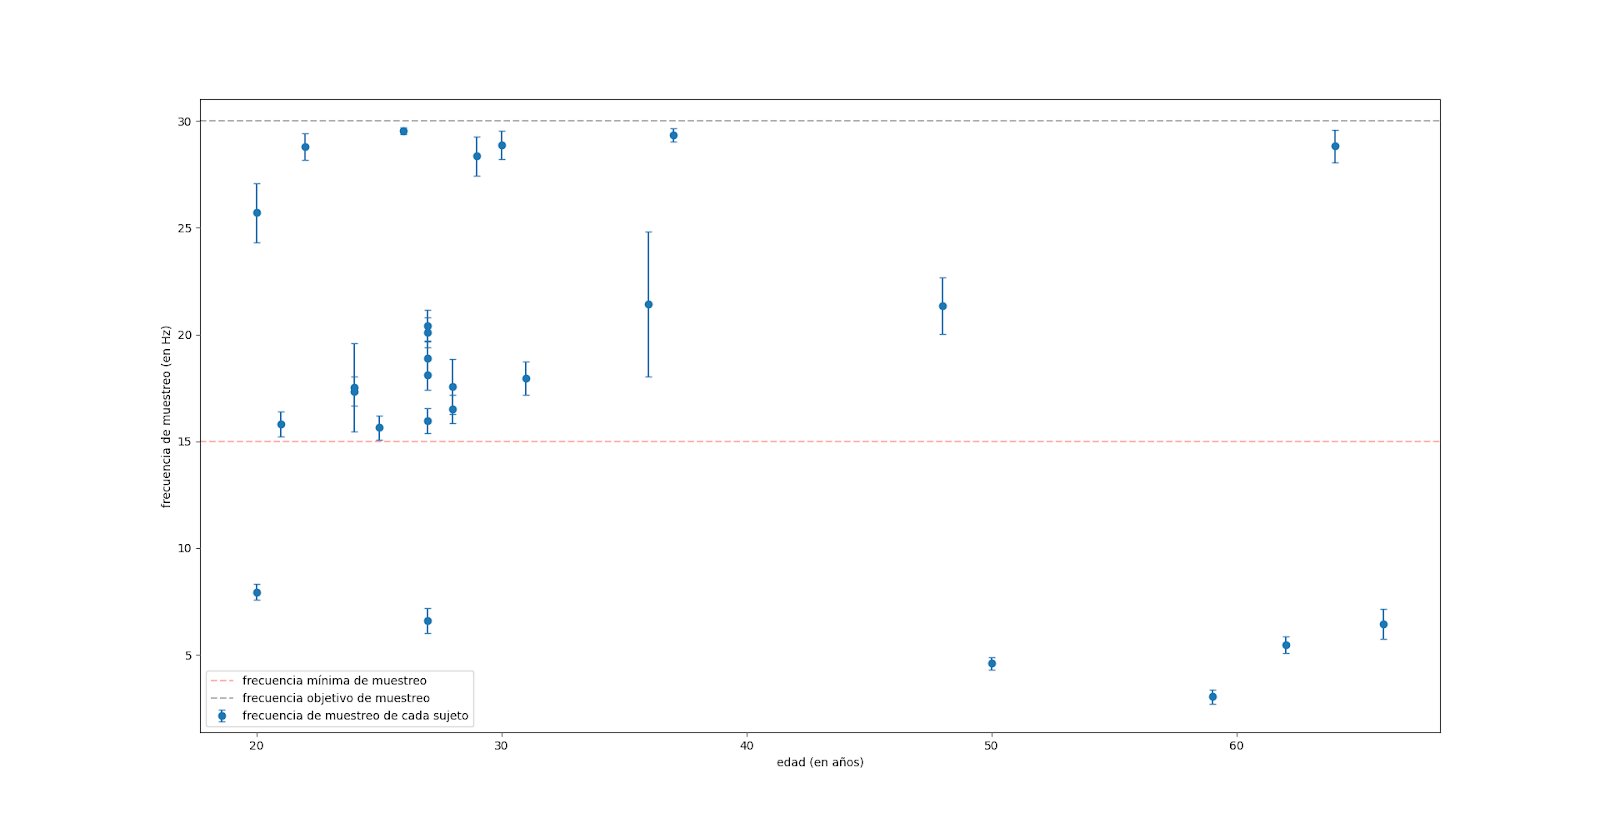 30
25
20
15
10
5
frecuencia de muestreo (en Hz)
frecuencia mínima de muestreo
frecuencia objetivo de muestreo
frecuencia de muestreo de cada sujeto
20 30 40 50 60
edad (en años)